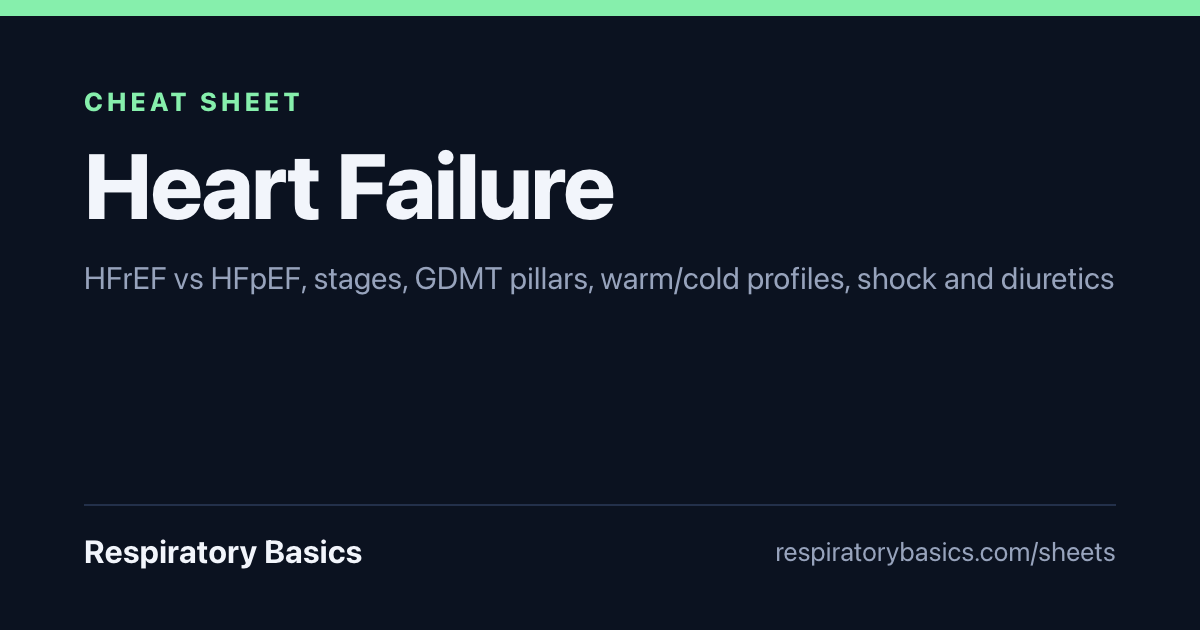 CHEAT SHEET
Heart Failure
HFrEF vs HFpEF, stages, GDMT pillars, warm/cold profiles, shock and diuretics
Respiratory Basics
respiratorybasics.com/sheets